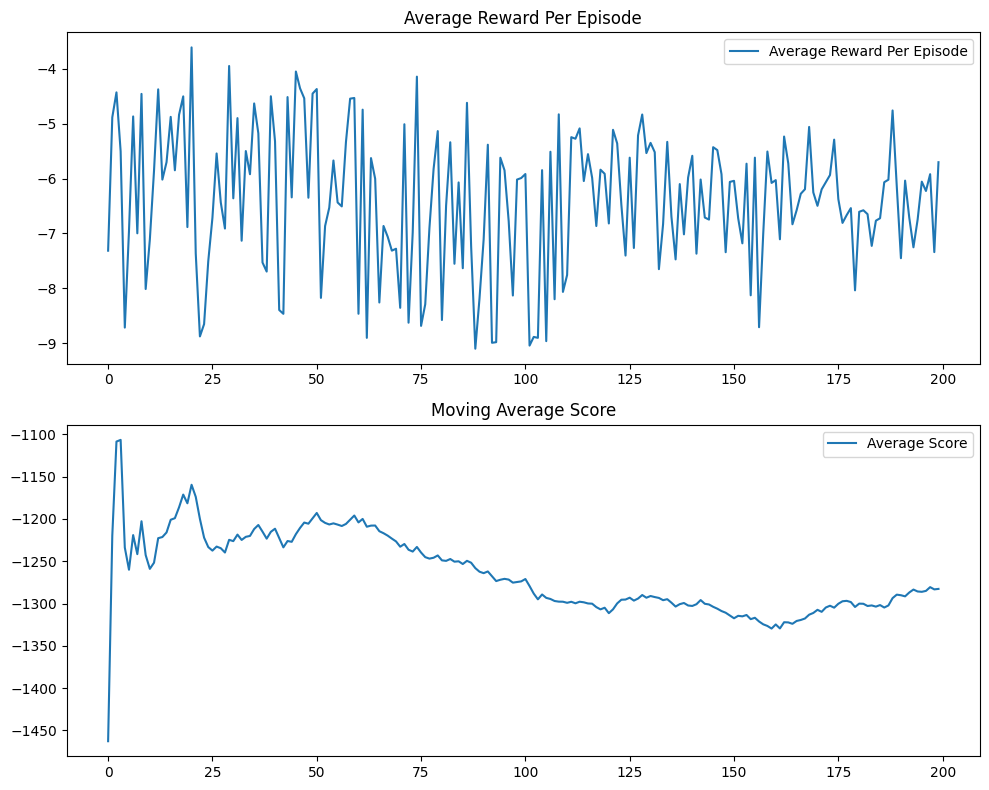 Average Reward Per Episode
Average Reward Per Episode
−4
−5
−6
−7
−8
−9
0 25 50 75 100 125 150 175 200
Moving Average Score
Average Score
−1100
−1150
−1200
−1250
−1300
−1350
−1400
−1450
0 25 50 75 100 125 150 175 200